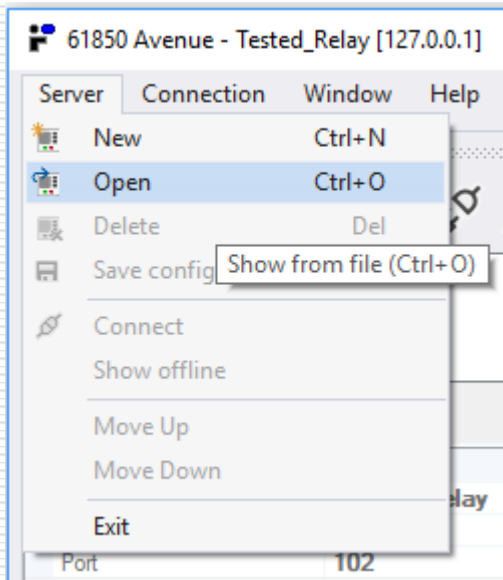 61850 Avenue - Tested_Relay [127.0.0.1]
Server Connection Window Help
New Ctrl+N
Open Ctrl+O
Delete Del
Save config
Show from file (Ctrl+O)
Connect
Show offline
Move Up
Move Down
elay
Exit
Port 102